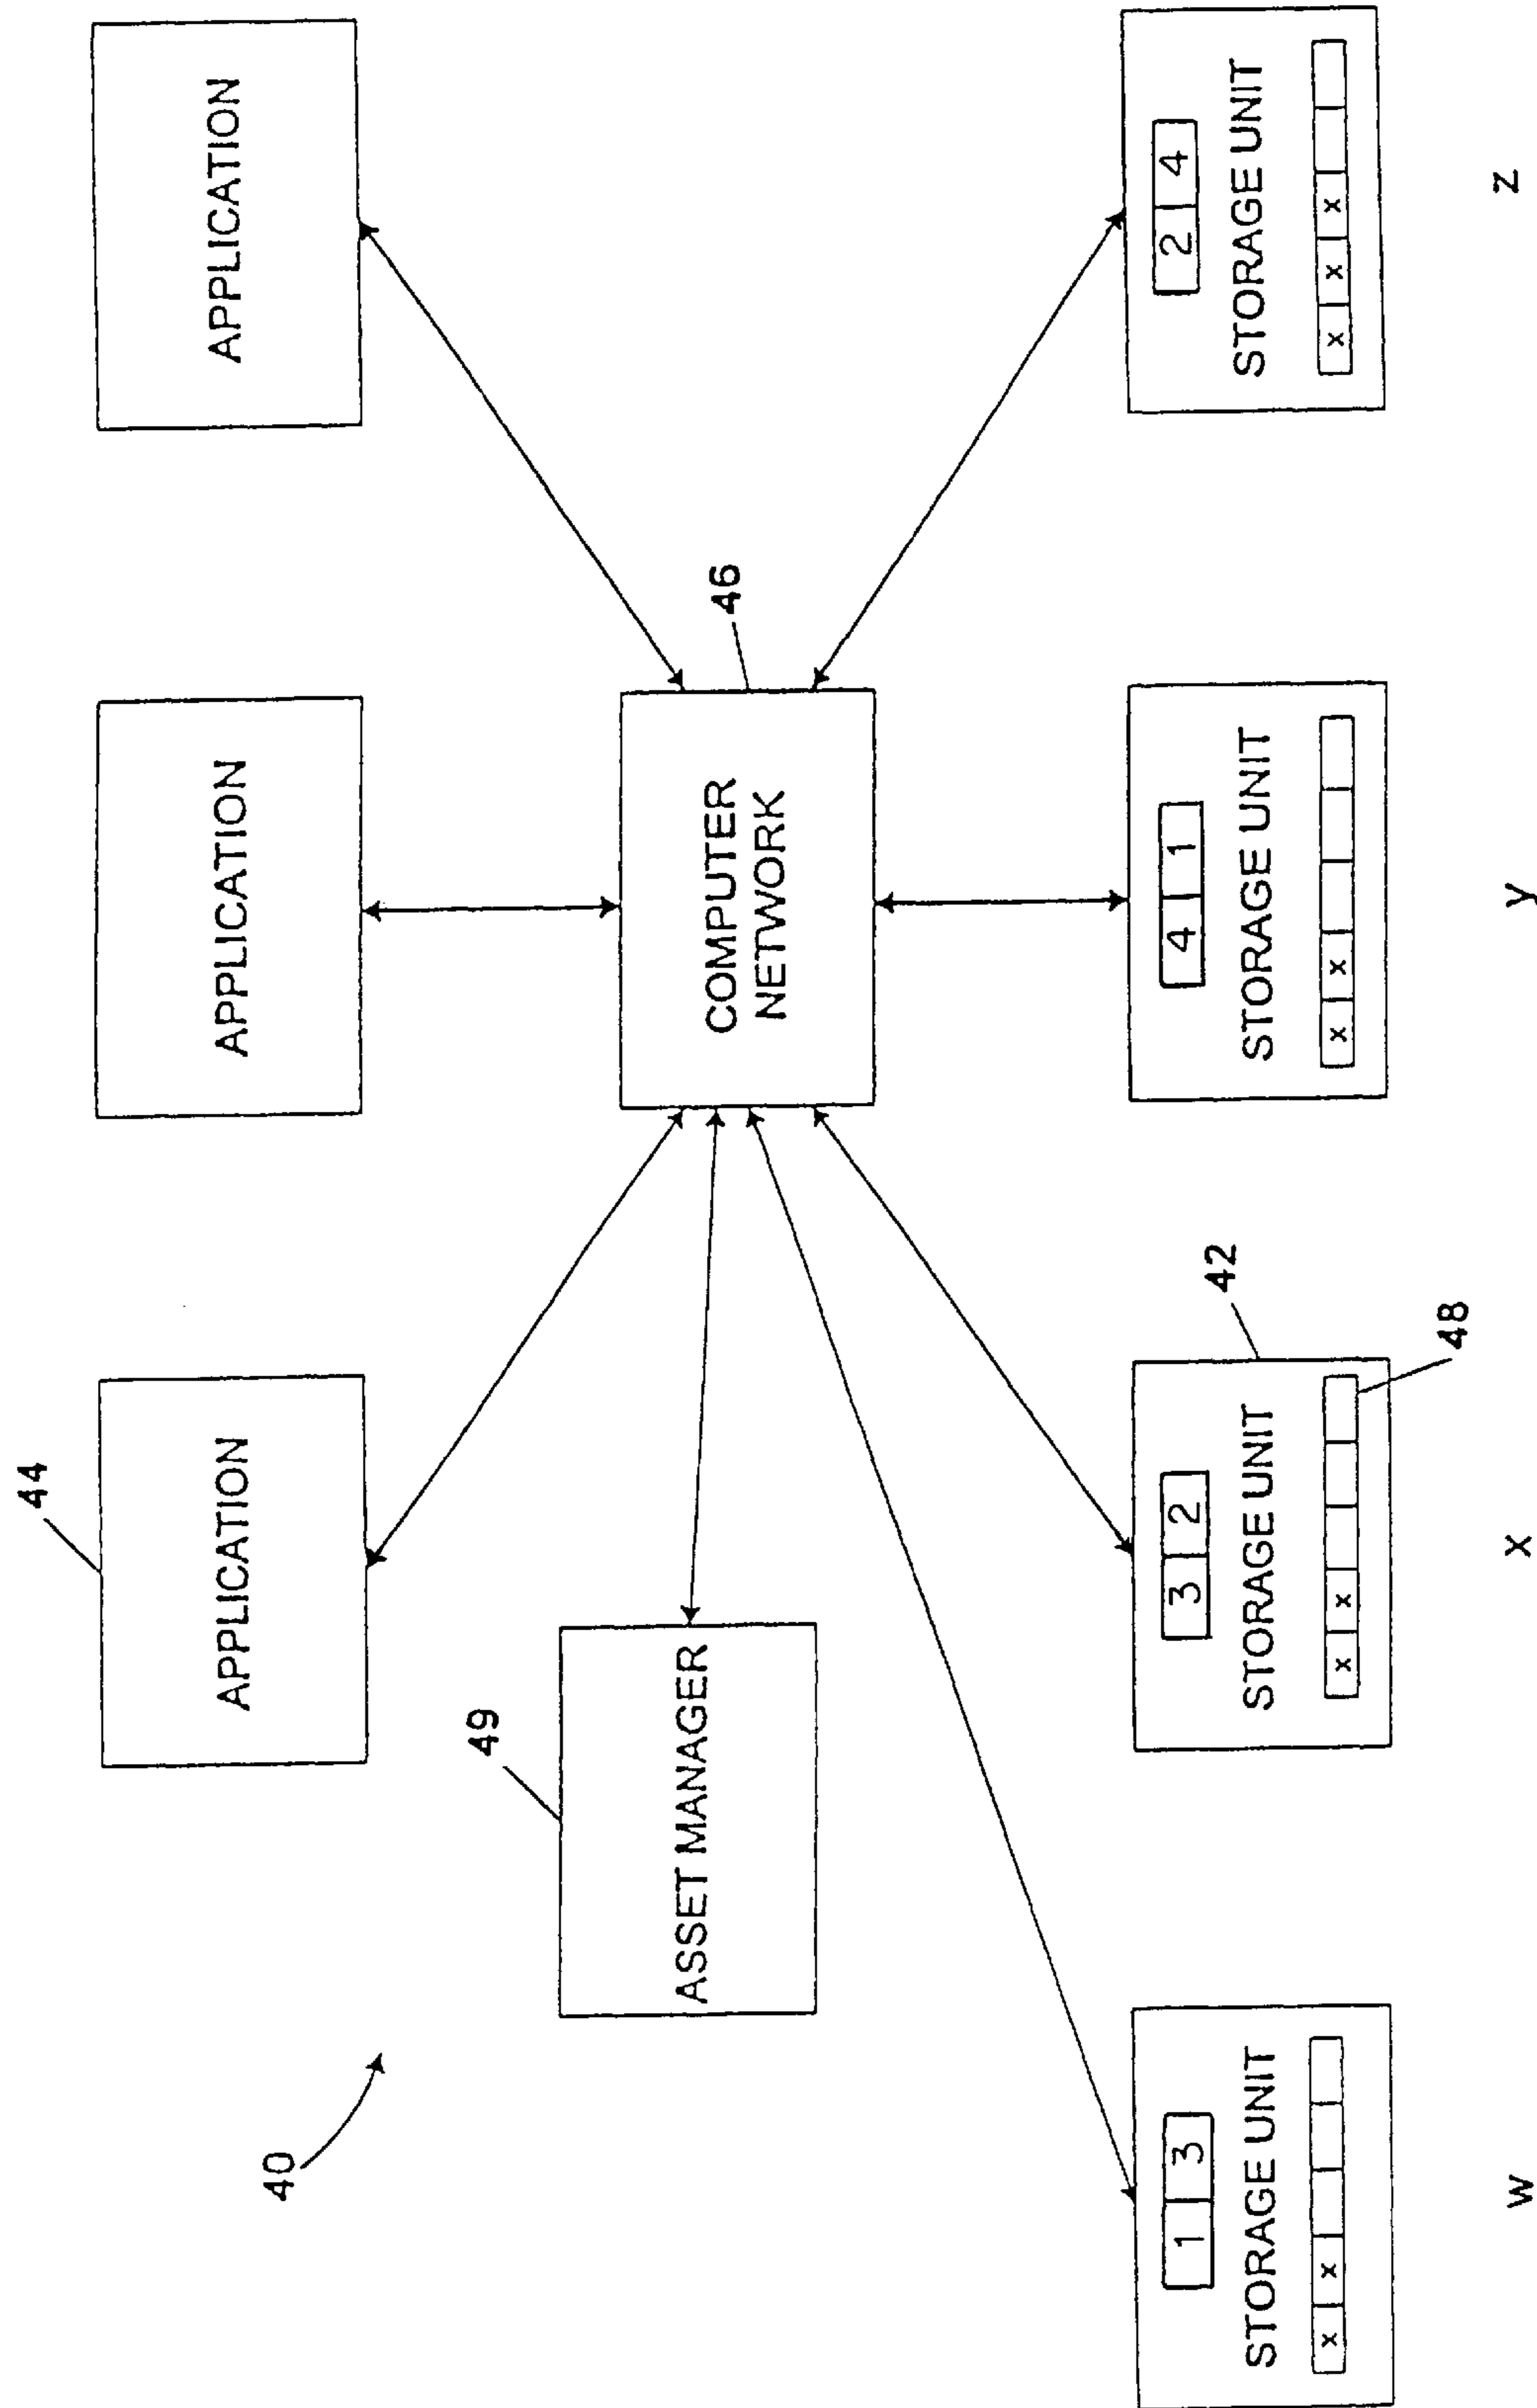 44
APPLICATION
APPLICATION
APPLICATION
40
49
ASSET MANAGER
46
COMPUTER
NETWORK
42
1 3
STORAGE UNIT
x x
3 2
STORAGE UNIT
x x
48
4 1
STORAGE UNIT
x x
2 4
STORAGE UNIT
x x x
w
x
y
z